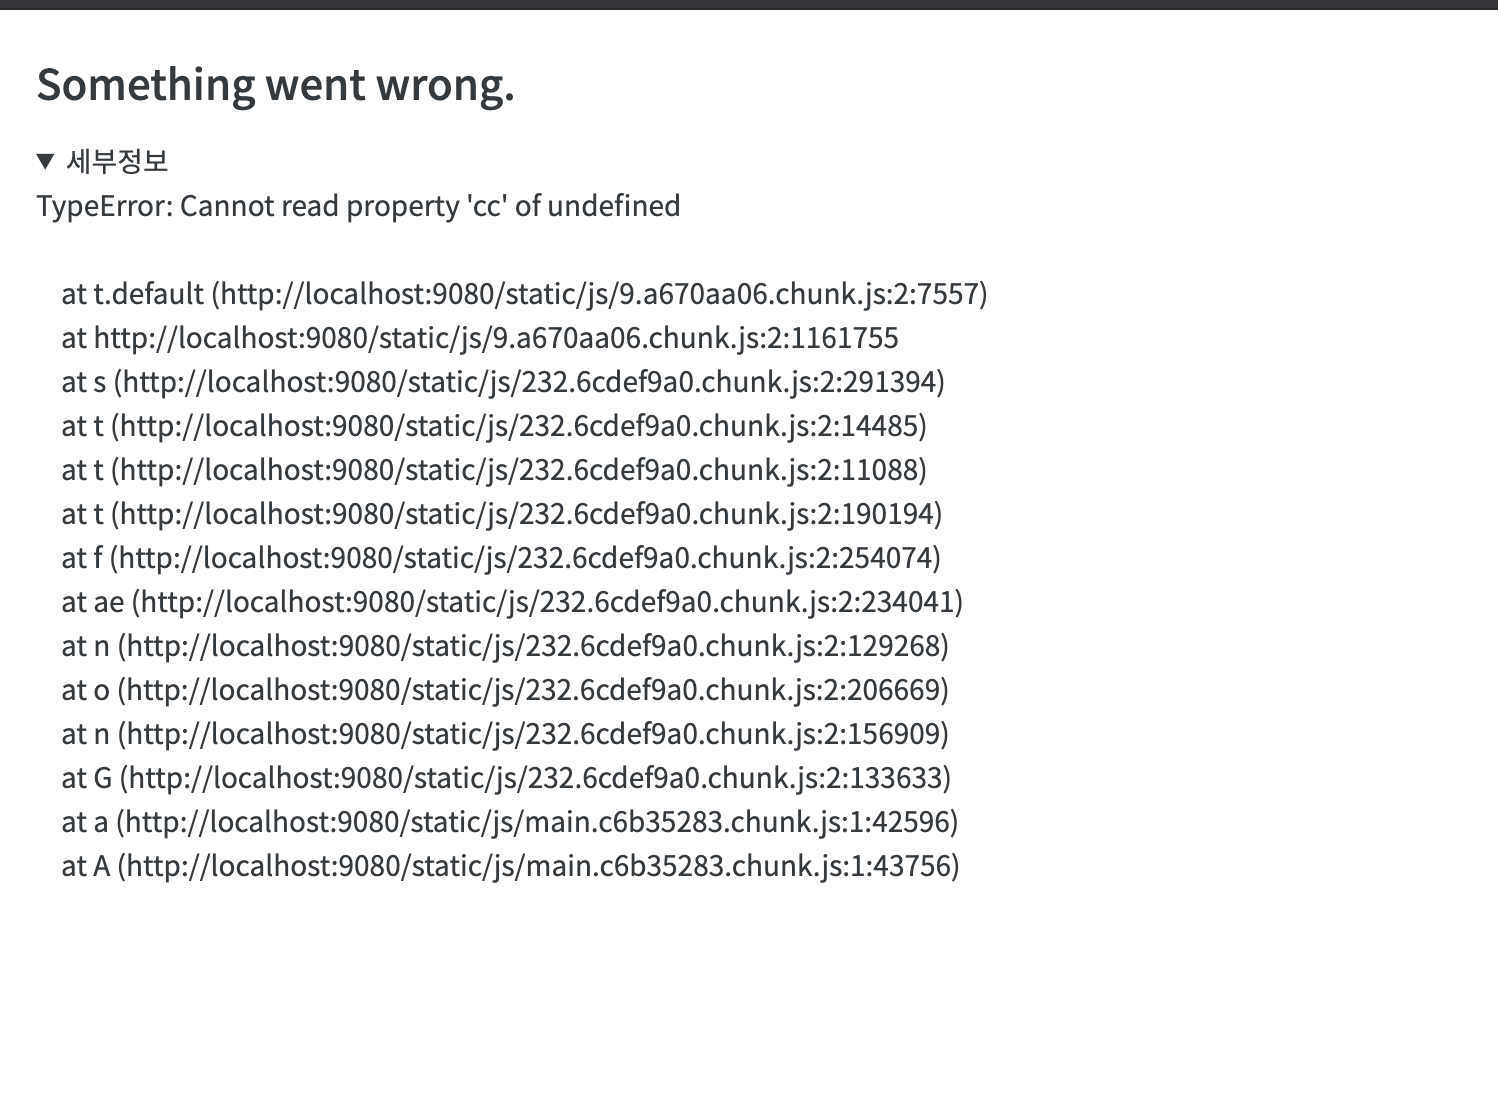 Something went wrong.
▼ 세부정보
TypeError: Cannot read property 'cc' of undefined
at t.default (http://localhost:9080/static/js/9.a670aa06.chunk.js:2:7557)
at http://localhost:9080/static/js/9.a670aa06.chunk.js:2:1161755
at s (http://localhost:9080/static/js/232.6cdef9a0.chunk.js:2:291394)
at t (http://localhost:9080/static/js/232.6cdef9a0.chunk.js:2:14485)
at t (http://localhost:9080/static/js/232.6cdef9a0.chunk.js:2:11088)
at t (http://localhost:9080/static/js/232.6cdef9a0.chunk.js:2:190194)
at f (http://localhost:9080/static/js/232.6cdef9a0.chunk.js:2:254074)
at ae (http://localhost:9080/static/js/232.6cdef9a0.chunk.js:2:234041)
at n (http://localhost:9080/static/js/232.6cdef9a0.chunk.js:2:129268)
at o (http://localhost:9080/static/js/232.6cdef9a0.chunk.js:2:206669)
at n (http://localhost:9080/static/js/232.6cdef9a0.chunk.js:2:156909)
at G (http://localhost:9080/static/js/232.6cdef9a0.chunk.js:2:133633)
at a (http://localhost:9080/static/js/main.c6b35283.chunk.js:1:42596)
at A (http://localhost:9080/static/js/main.c6b35283.chunk.js:1:43756)